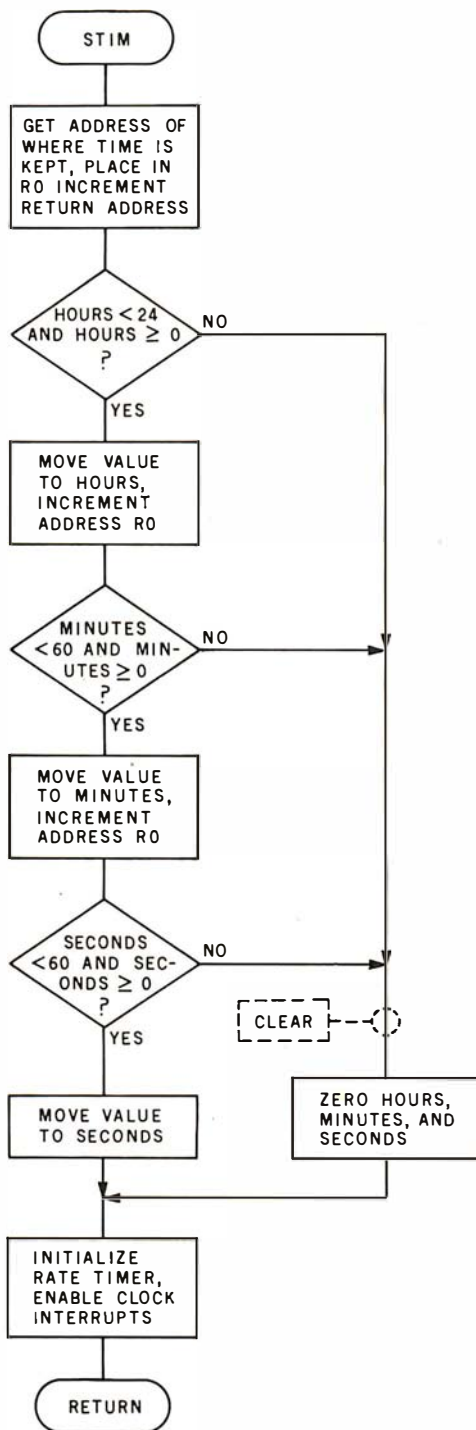 STIM
GET ADDRESS OF
WHERE TIME IS
KEPT, PLACE IN
R0 INCREMENT
RETURN ADDRESS
HOURS < 24
AND HOURS ≥ 0
?
NO
YES
MOVE VALUE
TO HOURS,
INCREMENT
ADDRESS R0
MINUTES
<60 AND MIN-
UTES ≥ 0
?
NO
YES
MOVE VALUE
TO MINUTES,
INCREMENT
ADDRESS R0
SECONDS
<60 AND SEC-
ONDS ≥ 0
?
NO
YES
CLEAR
MOVE VALUE
TO SECONDS
ZERO HOURS,
MINUTES, AND
SECONDS
INITIALIZE
RATE TIMER,
ENABLE CLOCK
INTERRUPTS
RETURN